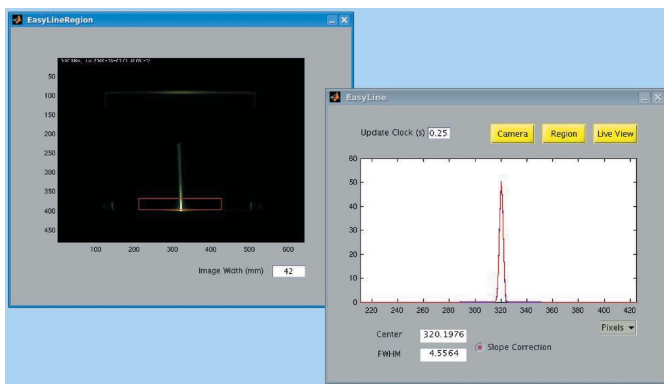 EasyLineRegion
50
100
150
200
250
300
350
400
450
100 200 300 400 500 600
Image Width (mm) 42
EasyLine
Update Clock (s) 0.25 Camera Region Live View
60
50
40
30
20
10
0
220 240 260 280 300 320 340 360 380 400 420
Pixels
Center 320.1976
Slope Correction
FWHM 4.5564